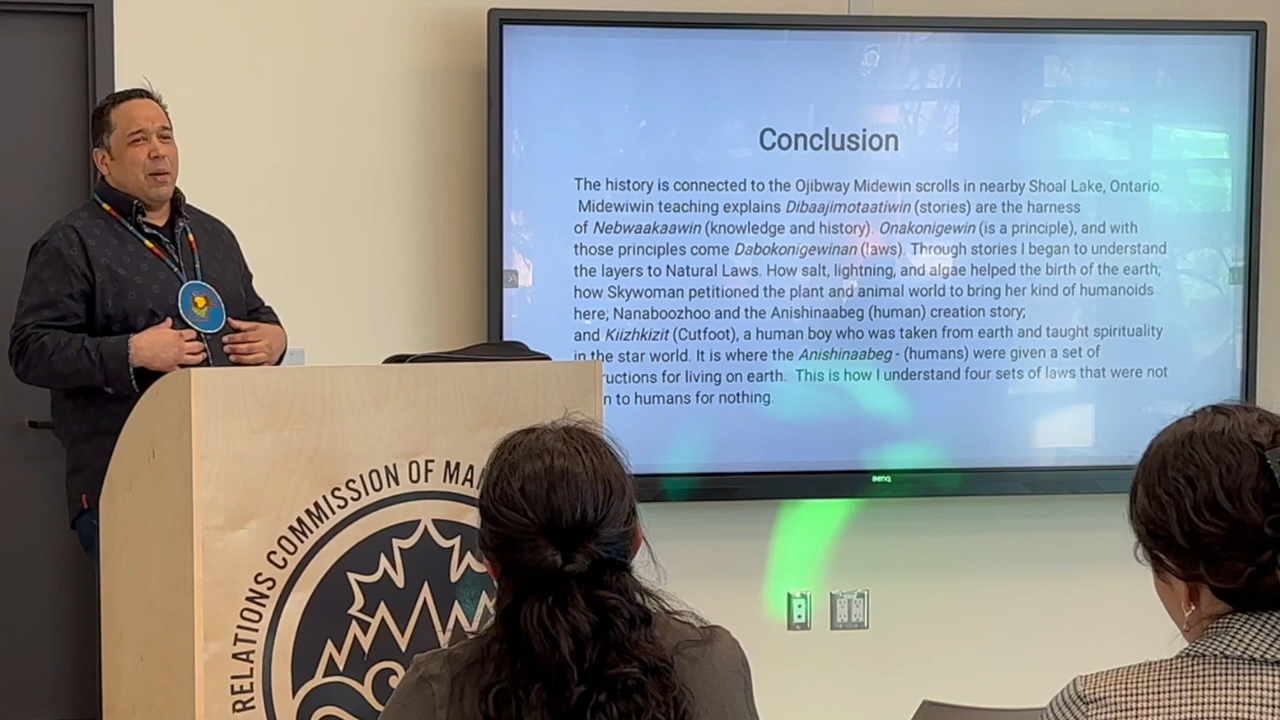 Conclusion
The history is connected to the Ojibway Midewin scrolls in nearby Shoal Lake, Ontario.
Midewiwin teaching explains Dibaajimotaatiwin (stories) are the harness
of Nebwaakaawin (knowledge and history). Onakonigewin (is a principle), and with
those principles come Dabokonigewinan (laws). Through stories I began to understand
the layers to Natural Laws. How salt, lightning, and algae helped the birth of the earth;
how Skywoman petitioned the plant and animal world to bring her kind of humanoids
here; Nanaboozhoo and the Anishinaabeg (human) creation story;
and Kiizhkizit (Cutfoot), a human boy who was taken from earth and taught spirituality
in the star world. It is where the Anishinaabeg - (humans) were given a set of
ructions for living on earth. This is how I understand four sets of laws that were not
n to humans for nothing.
BenQ
RELATIONS COMMISSION OF MA